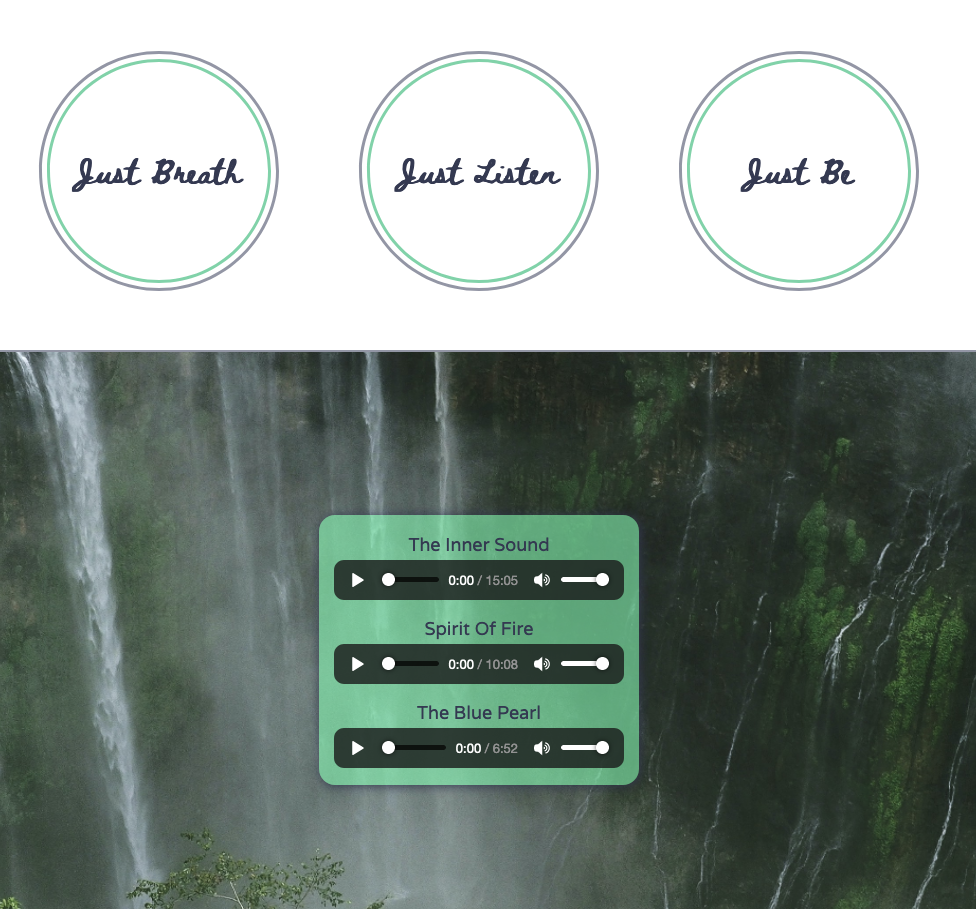 Just Breath
Just Listen
Just Be
The Inner Sound
0:00 / 15:05
Spirit Of Fire
0:00 / 10:08
The Blue Pearl
0:00 / 6:52